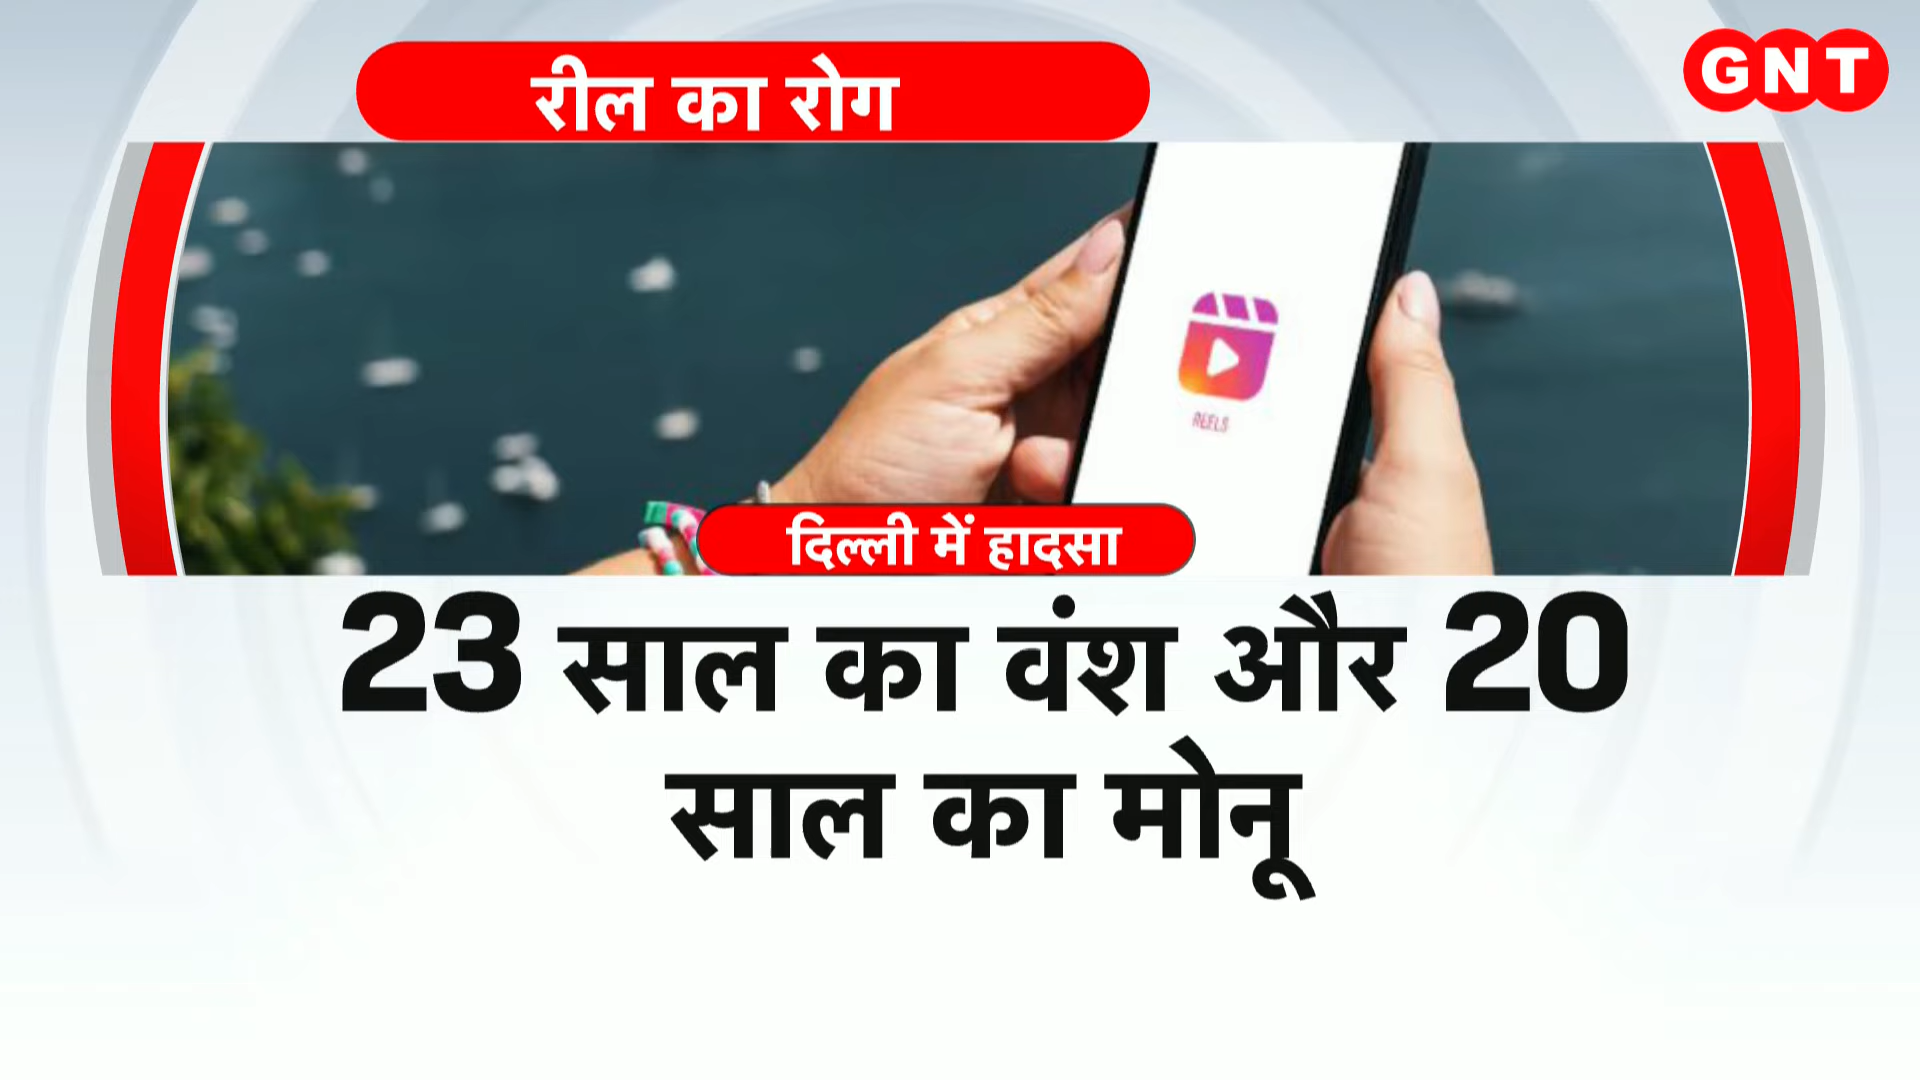 रील का रोग
GNT
REELS
दिल्ली में हादसा
23 साल का वंश और 20
साल का मोनू